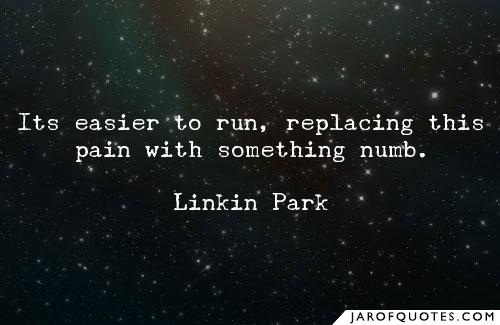 Its easier to run, replacing this
pain with something numb.
Linkin Park
JAROFQUOTES.COM